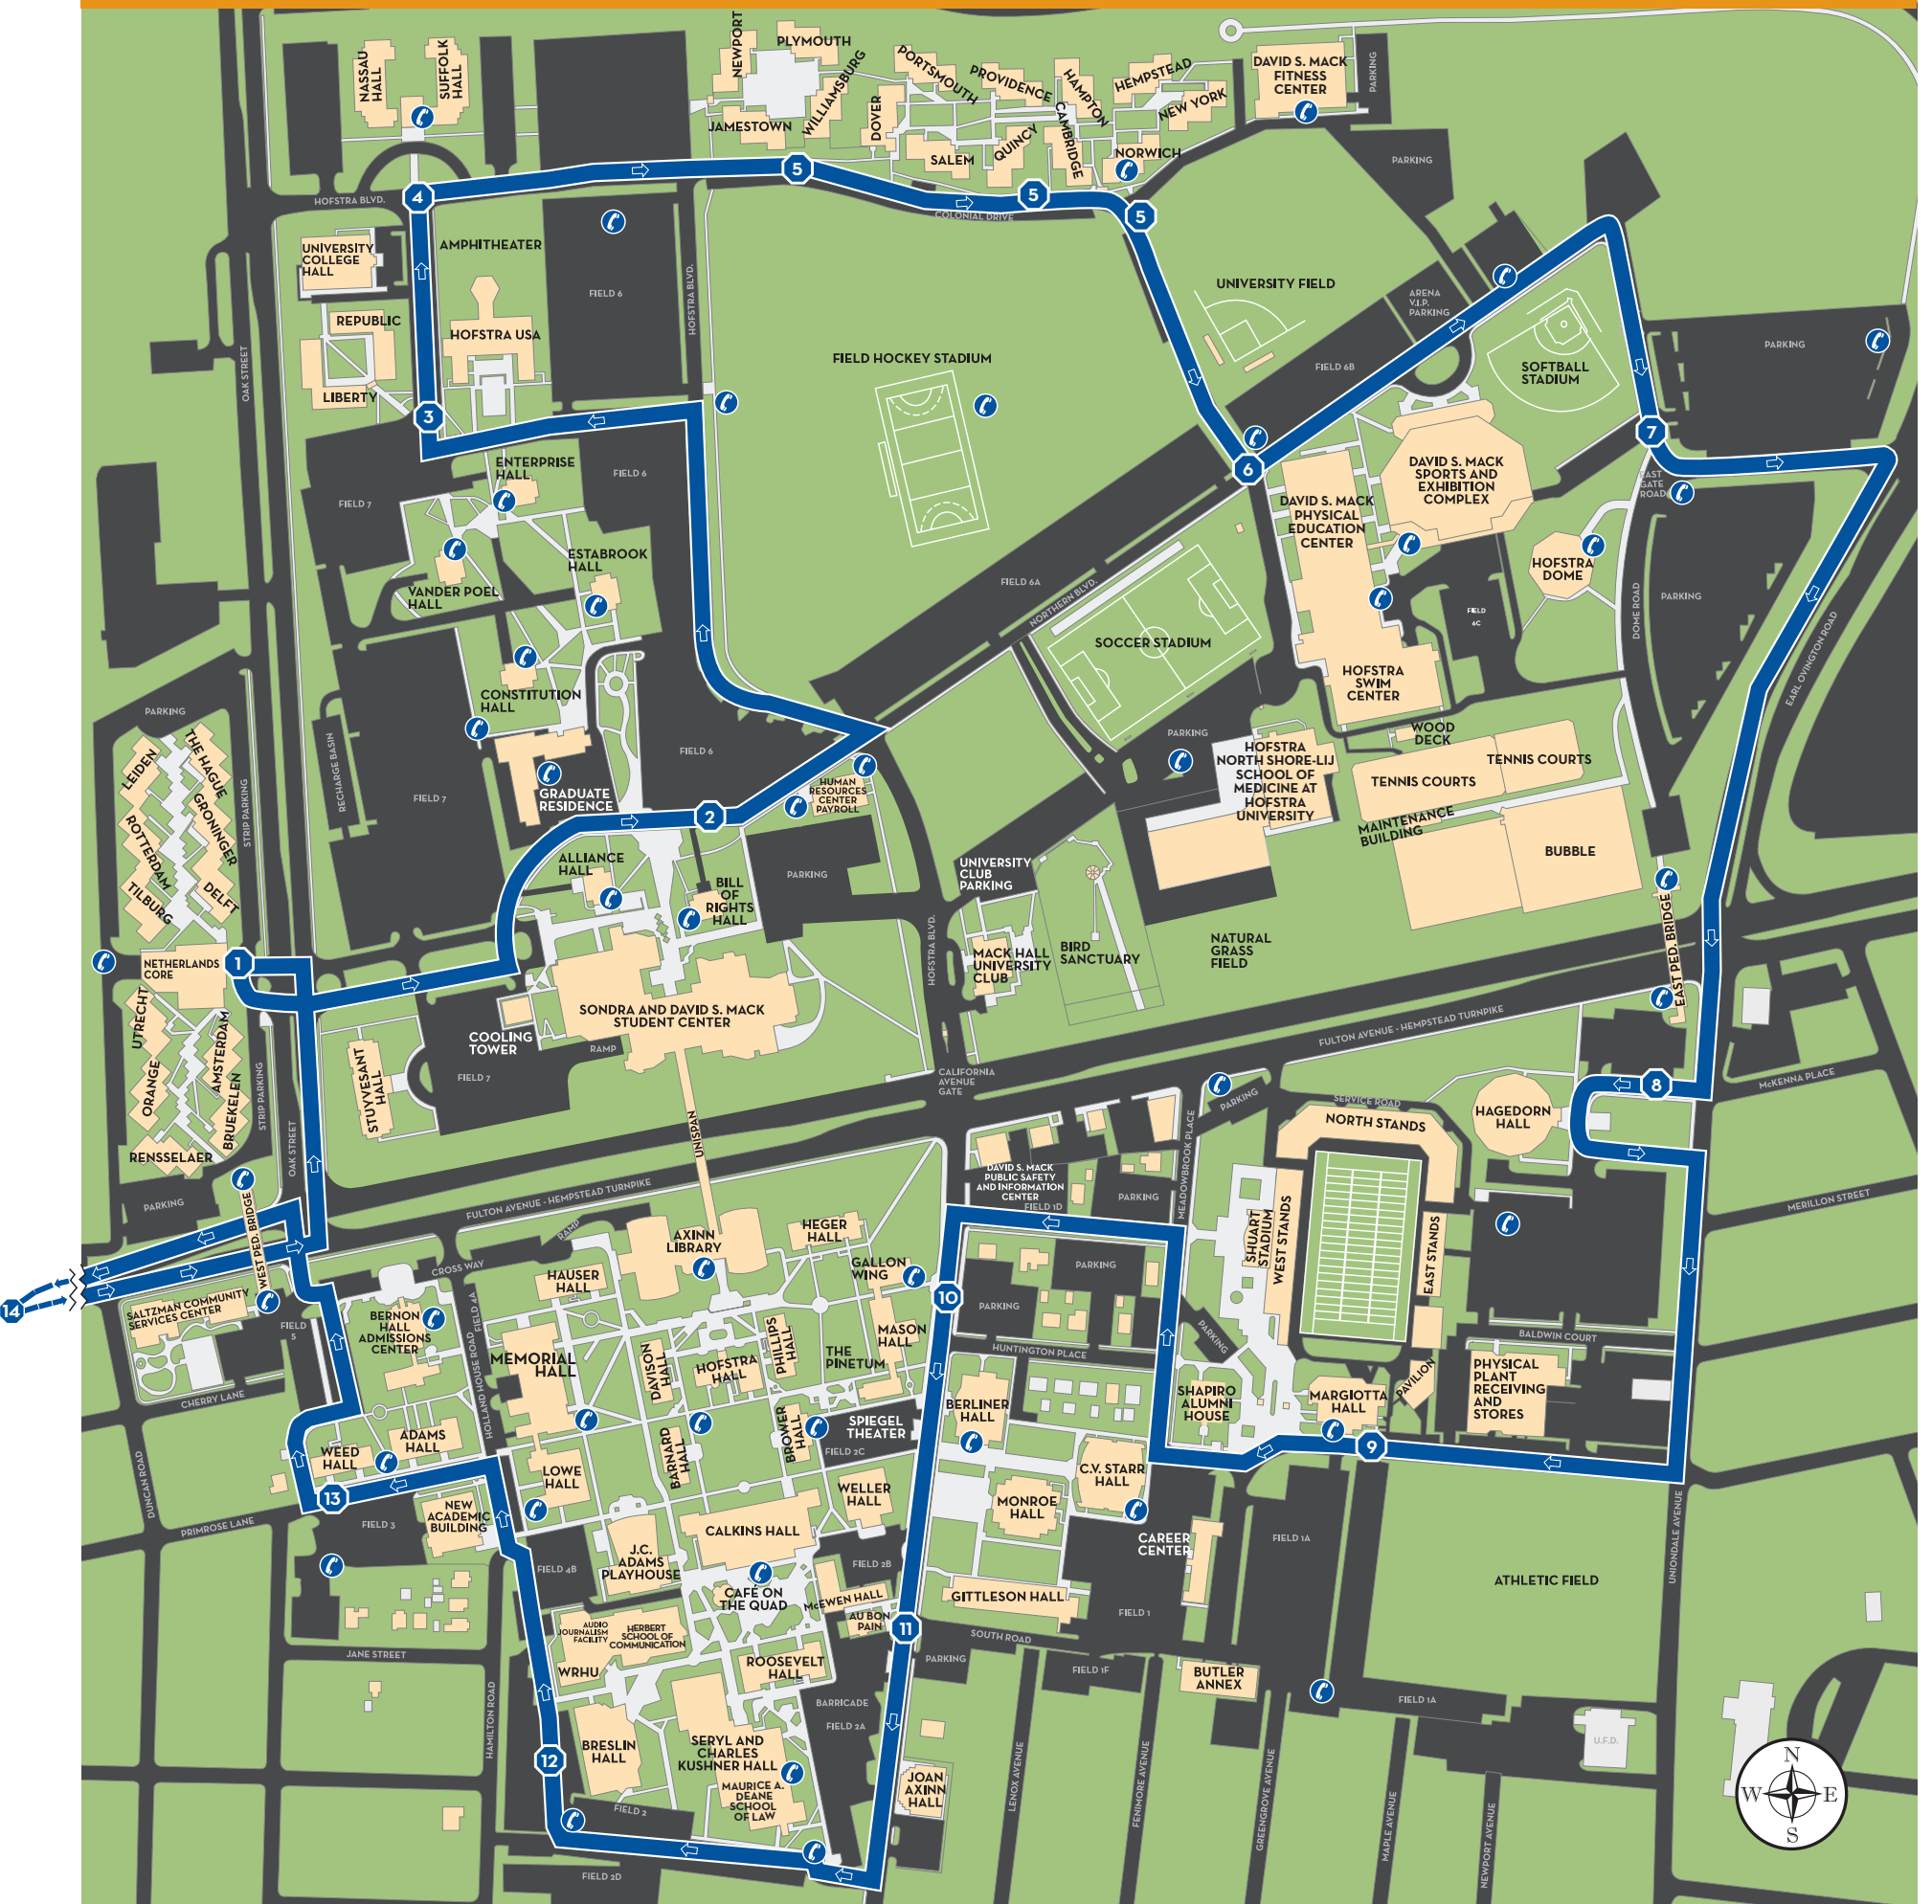 NEWPORT
PLYMOUTH
WILLIAMSBURG
PORTSMOUTH
PROVIDENCE
HAMPTON
HEMPSTEAD
NEW YORK
DAVID S. MACK
FITNESS
CENTER
PARKING
NASSAU
HALL
SUFFOLK
HALL
JAMESTOWN
DOVER
SALEM
QUINCY
CAMBRIDGE
NORWICH
PARKING
4
5
5
5
HOFSTRA BLVD.
COLONIAL DRIVE
UNIVERSITY
COLLEGE
HALL
AMPHITHEATER
FIELD 6
HOFSTRA BLVD.
UNIVERSITY FIELD
ARENA
V.I.P.
PARKING
REPUBLIC
HOFSTRA USA
LIBERTY
OAK STREET
3
FIELD HOCKEY STADIUM
FIELD 6B
SOFTBALL
STADIUM
PARKING
7
6
ENTERPRISE
HALL
FIELD 6
FIELD 7
DAVID S. MACK
SPORTS AND
EXHIBITION
COMPLEX
EAST
GATE
ROAD
DAVID S. MACK
PHYSICAL
EDUCATION
CENTER
ESTABROOK
HALL
VANDER POEL
HALL
FIELD 6A
NORTHERN BLVD.
HOFSTRA
DOME
FIELD
6C
DOME ROAD
PARKING
EARL OVINGTON ROAD
SOCCER STADIUM
HOFSTRA
SWIM
CENTER
CONSTITUTION
HALL
PARKING
RECHARGE BASIN
FIELD 6
PARKING
WOOD
DECK
TENNIS COURTS
TENNIS COURTS
HOFSTRA
NORTH SHORE-LIJ
SCHOOL OF
MEDICINE AT
HOFSTRA
UNIVERSITY
LEIDEN
THE HAGUE
GRONINGER
ROTTERDAM
TILBURG
DELFT
STRIP PARKING
FIELD 7
GRADUATE
RESIDENCE
HUMAN
RESOURCES
CENTER
PAYROLL
2
MAINTENANCE
BUILDING
BUBBLE
ALLIANCE
HALL
BILL
OF
RIGHTS
HALL
PARKING
UNIVERSITY
CLUB
PARKING
HOFSTRA BLVD.
MACK HALL
UNIVERSITY
CLUB
BIRD
SANCTUARY
NATURAL
GRASS
FIELD
EAST PED. BRIDGE
NETHERLANDS
CORE
1
SONDRA AND DAVID S. MACK
STUDENT CENTER
COOLING
TOWER
RAMP
UTRECHT
AMSTERDAM
ORANGE
BRUEKELEN
RENSSELAER
STRIP PARKING
OAK STREET
STUYVESANT
HALL
FIELD 7
FULTON AVENUE - HEMPSTEAD TURNPIKE
CALIFORNIA
AVENUE
GATE
McKENNA PLACE
8
HAGEDORN
HALL
PARKING
SERVICE ROAD
NORTH STANDS
MEADOWBROOK PLACE
UNISPAN
DAVID S. MACK
PUBLIC SAFETY
AND INFORMATION
CENTER
FIELD 1D
PARKING
PARKING
WEST PED. BRIDGE
FULTON AVENUE - HEMPSTEAD TURNPIKE
RAMP
AXINN
LIBRARY
HEGER
HALL
GALLON
WING
SHUART
STADIUM
WEST STANDS
EAST STANDS
MERILLON STREET
14
CROSS WAY
HAUSER
HALL
FIELD 4A
10
PARKING
PARKING
SALTZMAN COMMUNITY
SERVICES CENTER
FIELD
5
BERNON
HALL
ADMISSIONS
CENTER
MEMORIAL
HALL
DAVISON
HALL
HOFSTRA
HALL
PHILLIPS
HALL
THE
PINETUM
MASON
HALL
HUNTINGTON PLACE
PARKING
BALDWIN COURT
CHERRY LANE
HOLLAND HOUSE ROAD
BERLINER
HALL
SHAPIRO
ALUMNI
HOUSE
MARGIOTTA
HALL
PAVILION
PHYSICAL
PLANT
RECEIVING
AND
STORES
WEED
HALL
ADAMS
HALL
BARNARD
HALL
BROWER
HALL
SPIEGEL
THEATER
FIELD 2C
9
DUNCAN ROAD
13
LOWE
HALL
WELLER
HALL
C.V. STARR
HALL
MONROE
HALL
PRIMROSE LANE
FIELD 3
NEW
ACADEMIC
BUILDING
CALKINS HALL
CAREER
CENTER
FIELD 1A
UNIONDALE AVENUE
FIELD 4B
J.C.
ADAMS
PLAYHOUSE
FIELD 2B
CAFÉ ON
THE QUAD
McEWEN HALL
AU BON
PAIN
GITTLESON HALL
FIELD 1
ATHLETIC FIELD
11
AUDIO
JOURNALISM
FACILITY
HERBERT
SCHOOL OF
COMMUNICATION
SOUTH ROAD
JANE STREET
WRHU
ROOSEVELT
HALL
PARKING
FIELD 1F
BUTLER
ANNEX
FIELD 1A
HAMILTON ROAD
BARRICADE
FIELD 2A
12
BRESLIN
HALL
SERYL AND
CHARLES
KUSHNER HALL
MAURICE A.
DEANE
SCHOOL
OF LAW
JOAN
AXINN
HALL
LENOX AVENUE
FENIMORE AVENUE
GREENGROVE AVENUE
MAPLE AVENUE
NEWPORT AVENUE
U.F.D.
N
W E
S
FIELD 2
FIELD 2D